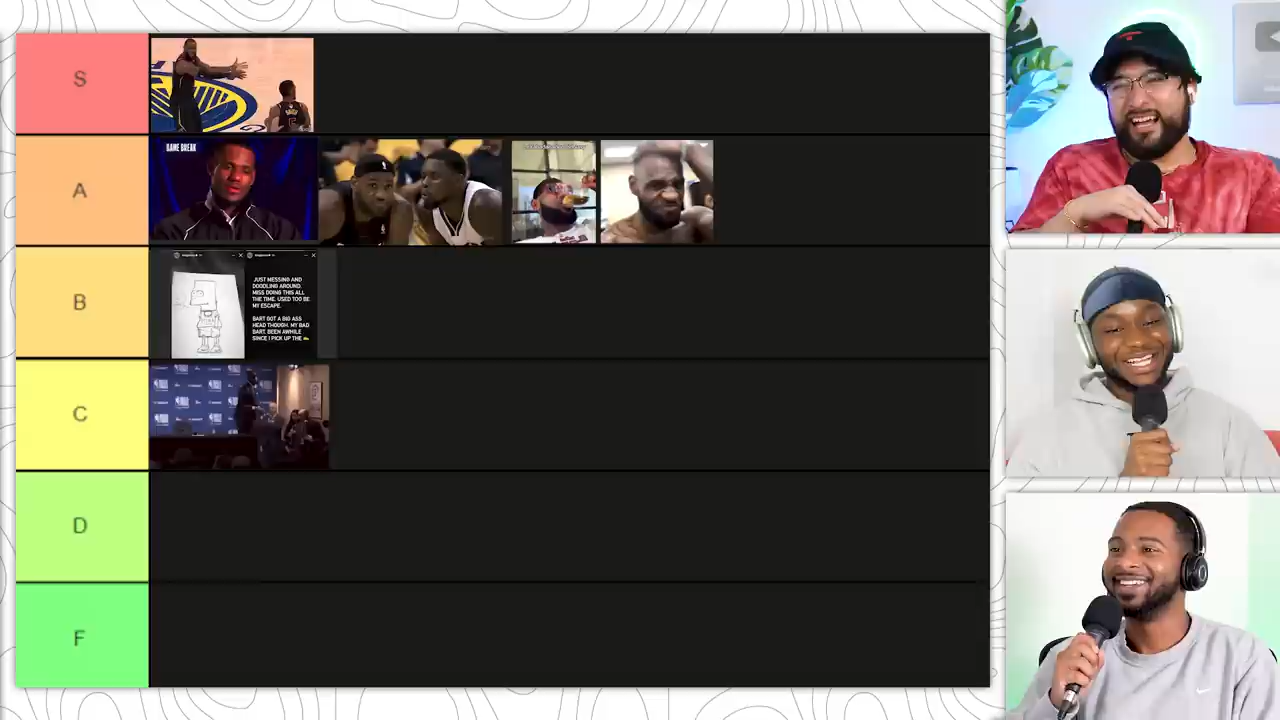 S
A
GAME BREAK
B
JUST MESSING AND
DOODLING AROUND.
MISS DOING THIS ALL
THE TIME. USED TOO BE
MY ESCAPE.
BART GOT A BIG ASS
HEAD THOUGH. MY BAD
BART. BEEN AWHILE
SINCE I PICK UP THE
C
D
F